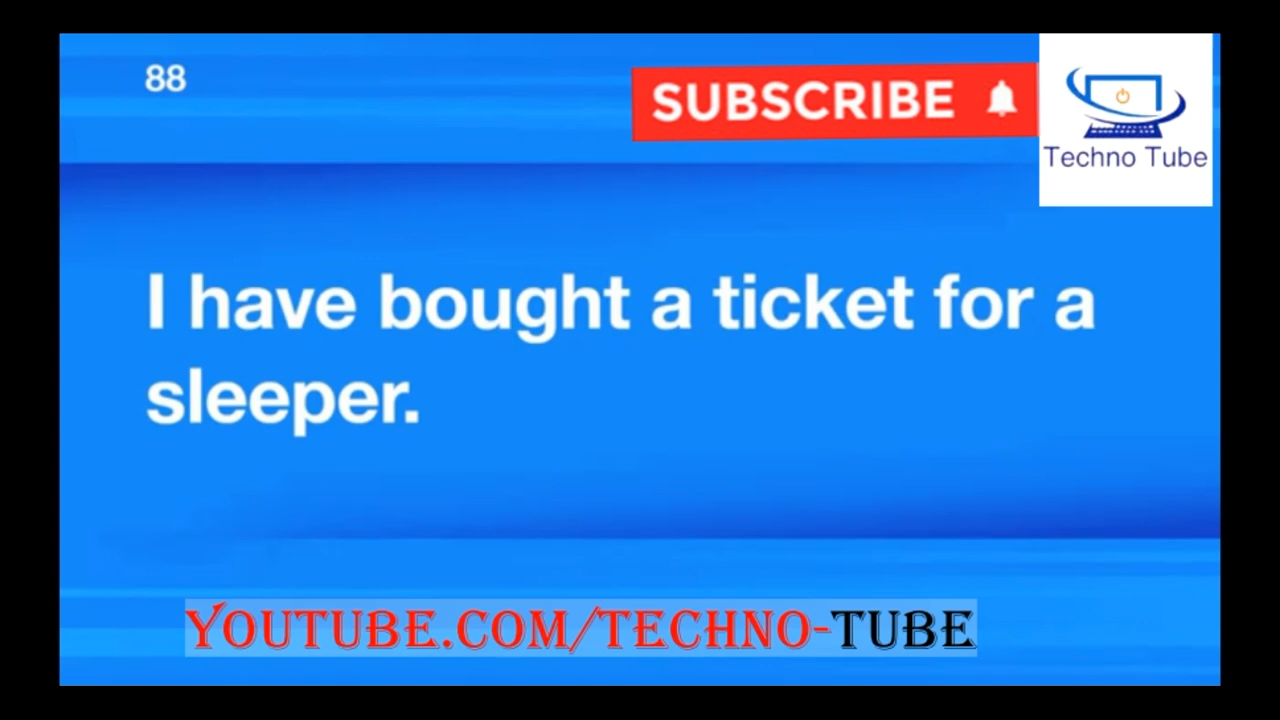 88
SUBSCRIBE
Techno Tube
I have bought a ticket for a
sleeper.
YOUTUBE.COM/TECHNO-TUBE